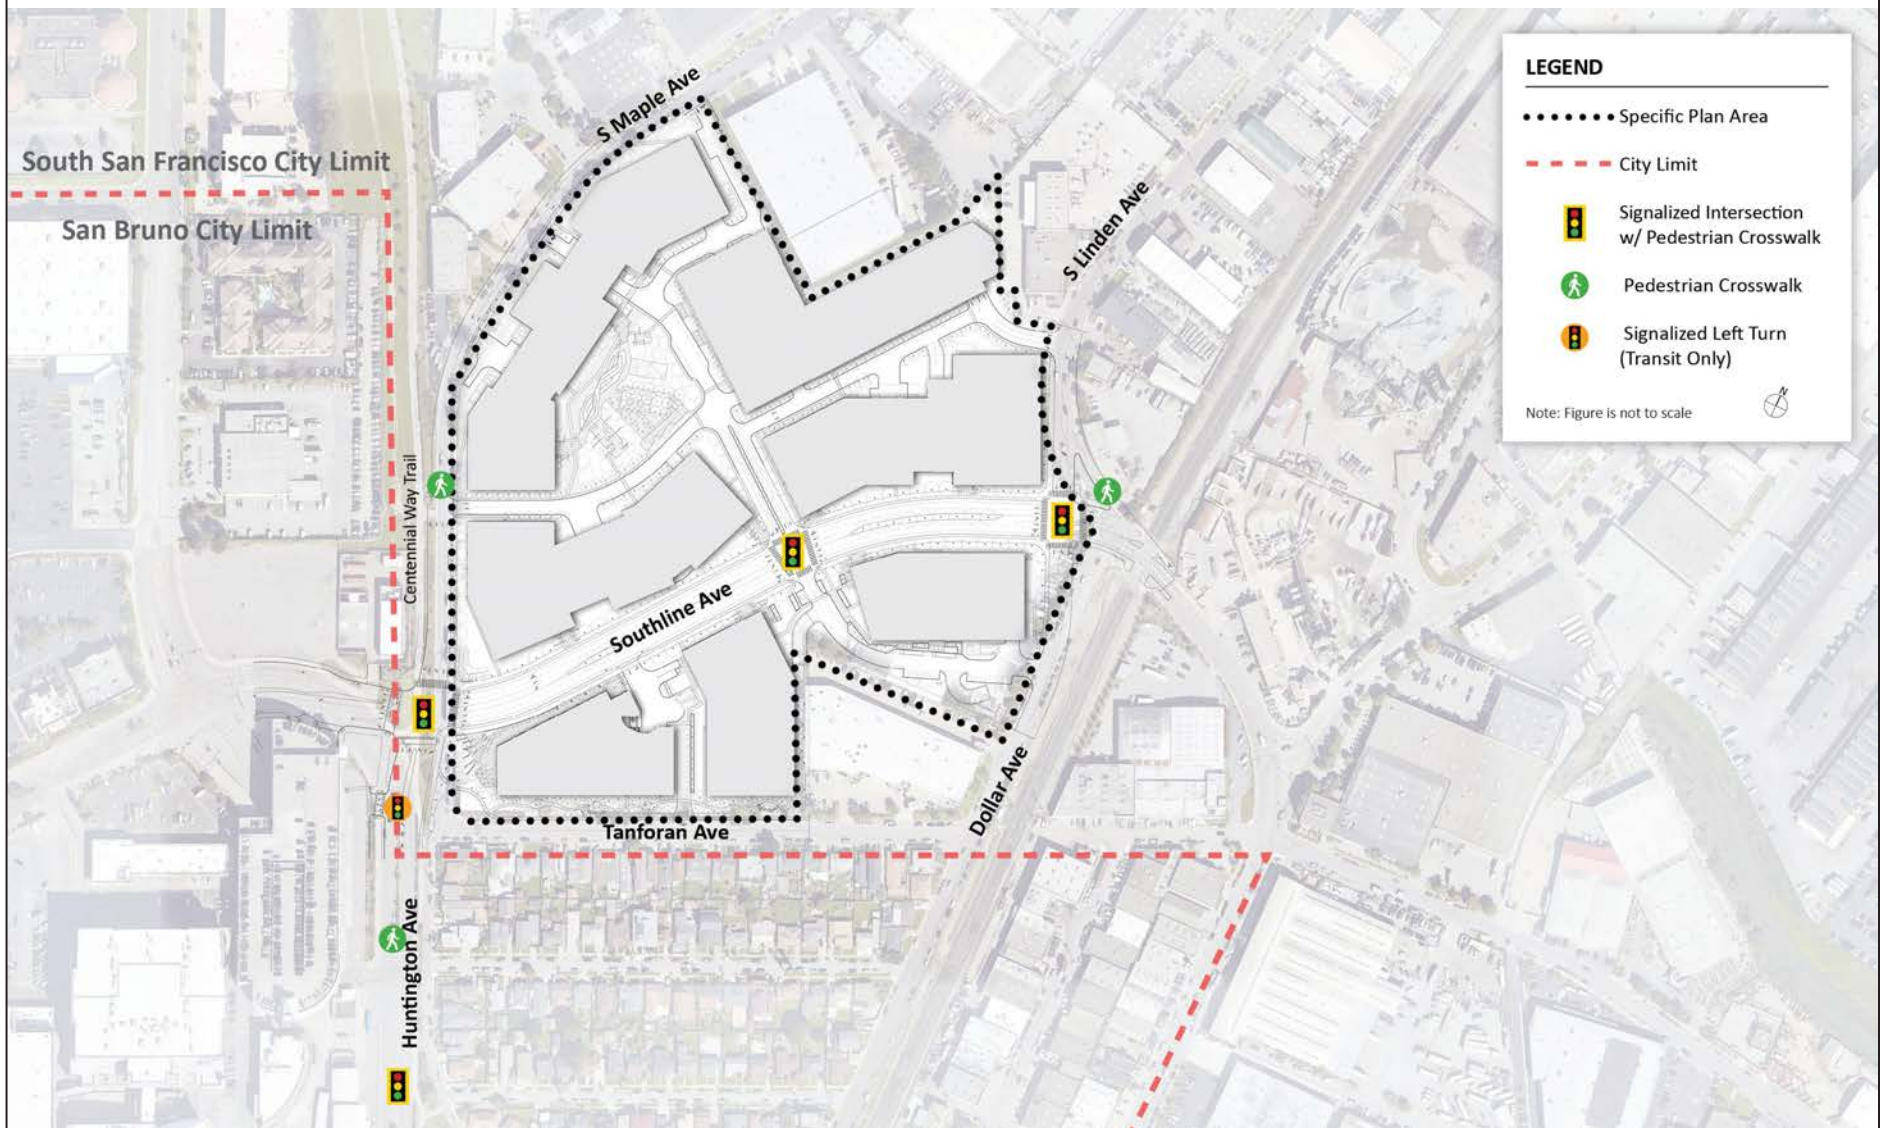 S Maple Ave
South San Francisco City Limit
San Bruno City Limit
S Linden Ave
Centennial Way Trail
Southline Ave
Dollar Ave
Tanforan Ave
Huntington Ave
LEGEND
Specific Plan Area
City Limit
Signalized Intersection
w/ Pedestrian Crosswalk
Pedestrian Crosswalk
Signalized Left Turn
(Transit Only)
Note: Figure is not to scale
N